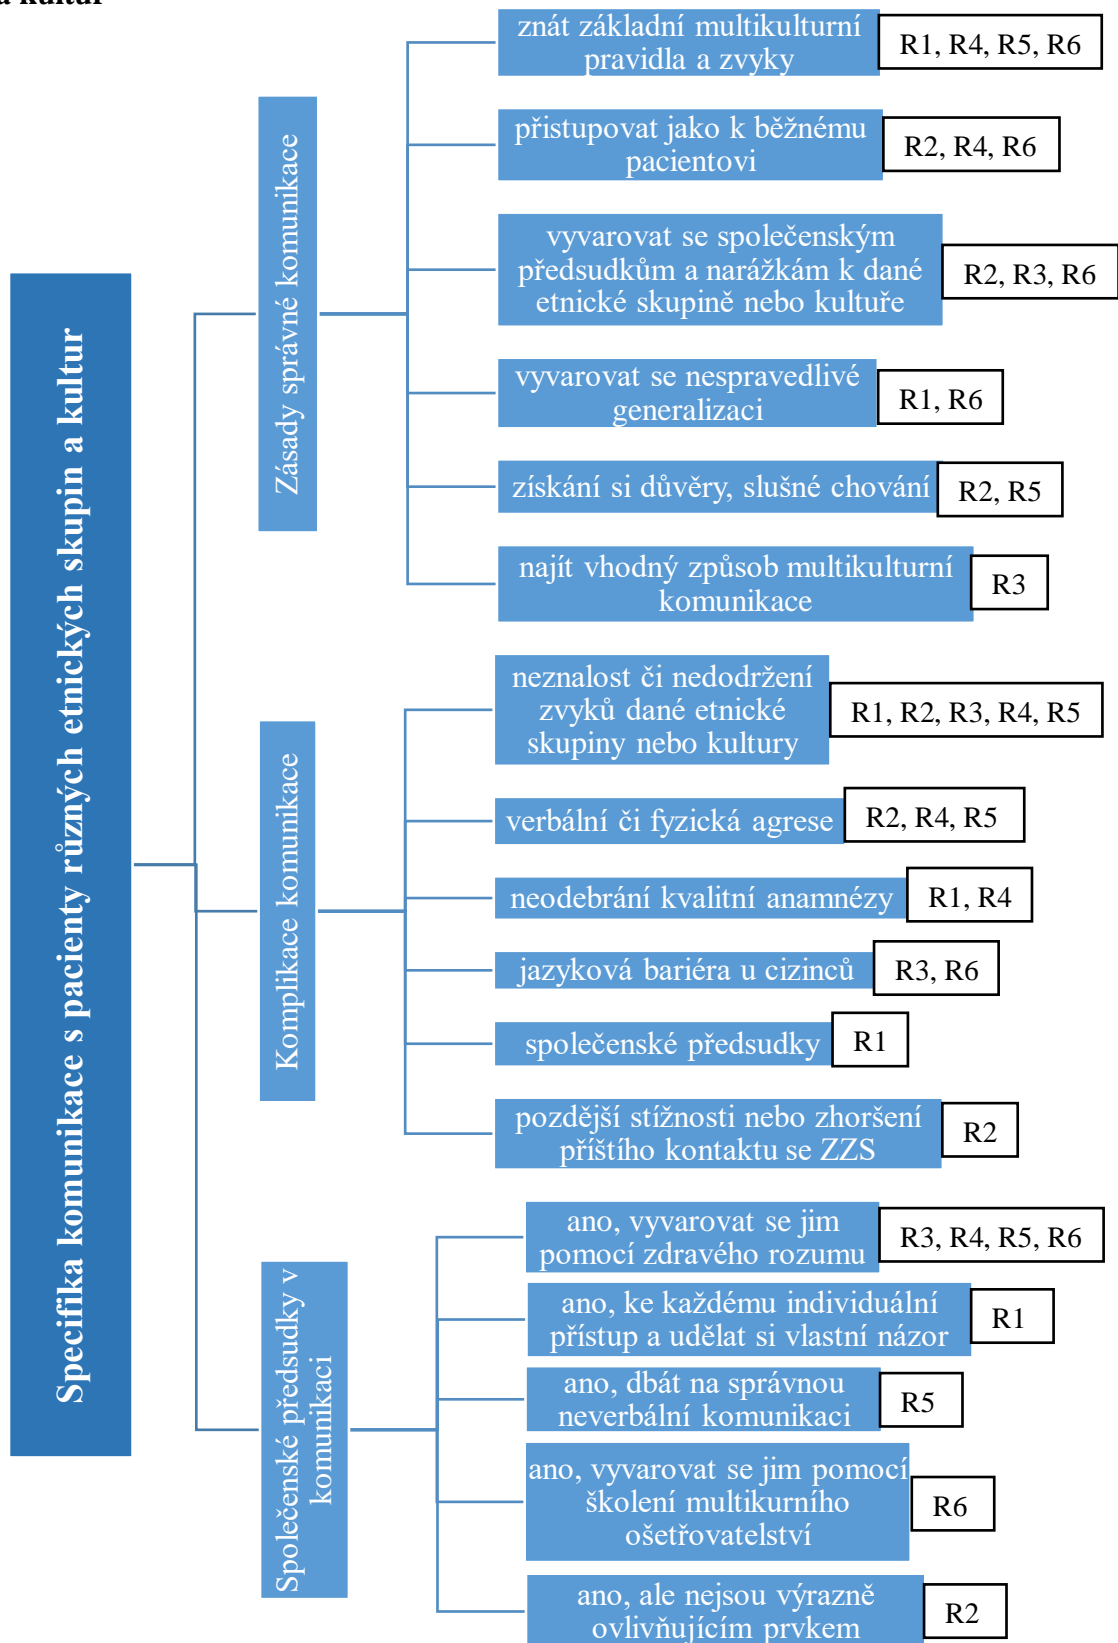 a kultur
Specifika komunikace s pacienty různých etnických skupin a kultur
Zásady správné komunikace
znát základní multikulturní
pravidla a zvyky
R1, R4, R5, R6
přistupovat jako k běžnému
pacientovi
R2, R4, R6
vyvarovat se společenským
předsudkům a narážkám k dané
etnické skupině nebo kultuře
R2, R3, R6
vyvarovat se nespravedlivé
generalizaci
R1, R6
získání si důvěry, slušné chování
R2, R5
najít vhodný způsob multikulturní
komunikace
R3
Komplikace komunikace
neznalost či nedodržení
zvyků dané etnické
skupiny nebo kultury
R1, R2, R3, R4, R5
verbální či fyzická agrese
R2, R4, R5
neodebrání kvalitní anamnézy
R1, R4
jazyková bariéra u cizinců
R3, R6
společenské předsudky
R1
pozdější stížnosti nebo zhoršení
příštího kontaktu se ZZS
R2
Společenské předsudky v
komunikaci
ano, vyvarovat se jim
pomocí zdravého rozumu
R3, R4, R5, R6
ano, ke každému individuální
přístup a udělat si vlastní názor
R1
ano, dbát na správnou
neverbální komunikaci
R5
ano, vyvarovat se jim pomocí
školení multikurního
ošetřovatelství
R6
ano, ale nejsou výrazně
ovlivňujícím prvkem
R2